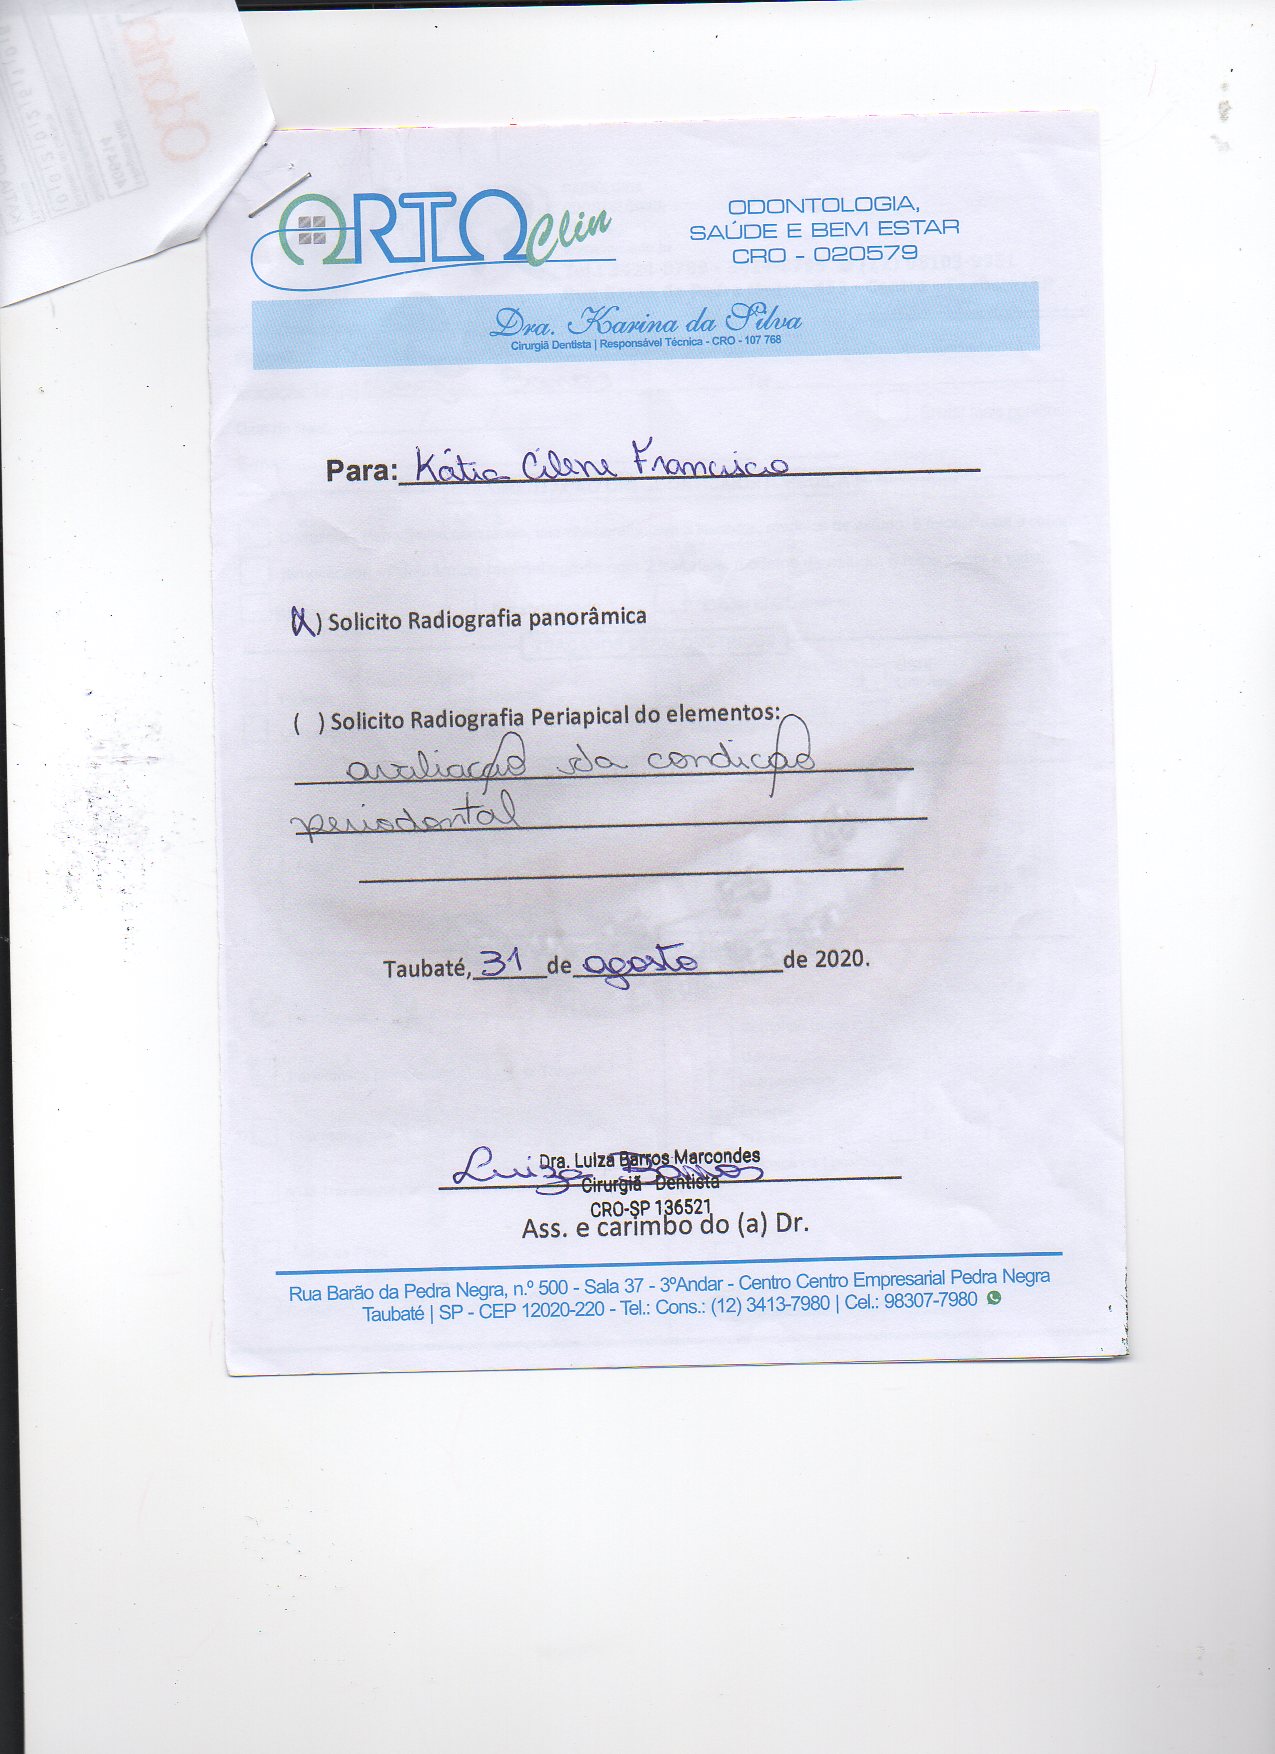 ORTO Clin
ODONTOLOGIA,
SAÚDE E BEM ESTAR
CRO - 020579
Dra. Karina da Silva
Cirurgiã Dentista | Responsável Técnica - CRO - 107 768
Para: Kátia Cilene Francisco
(X) Solicito Radiografia panorâmica
( ) Solicito Radiografia Periapical do elementos:
avaliação da condição
periodontal
Taubaté, 31 de agosto de 2020.
Luiza Barros
Dra. Luiza Barros Marcondes
Cirurgiã - Dentista
CRO-SP 136521
Ass. e carimbo do (a) Dr.
Rua Barão da Pedra Negra, n.º 500 - Sala 37 - 3ºAndar - Centro Centro Empresarial Pedra Negra
Taubaté | SP - CEP 12020-220 - Tel.: Cons.: (12) 3413-7980 | Cel.: 98307-7980